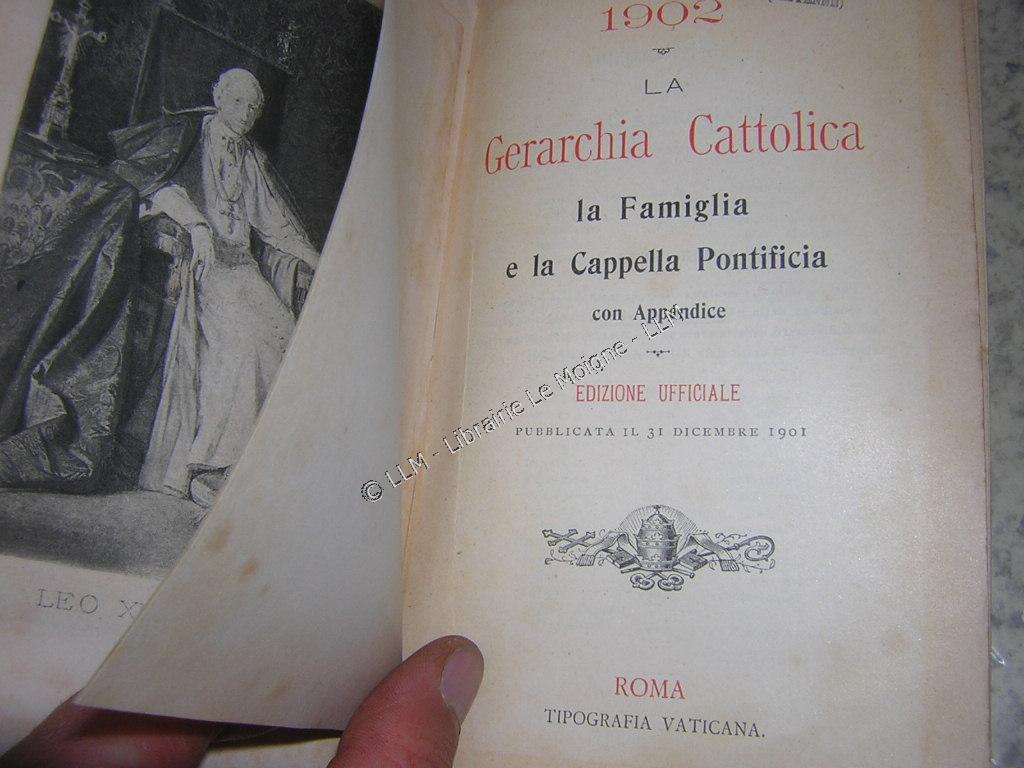 LEO
1902
LA
Gerarchia Cattolica
la Famiglia
e la Cappella Pontificia
con Appendice
EDIZIONE UFFICIALE
PUBBLICATA IL 31 DICEMBRE 1901
ROMA
TIPOGRAFIA VATICANA.
© LLM - Librairie Le Moigne - LLM